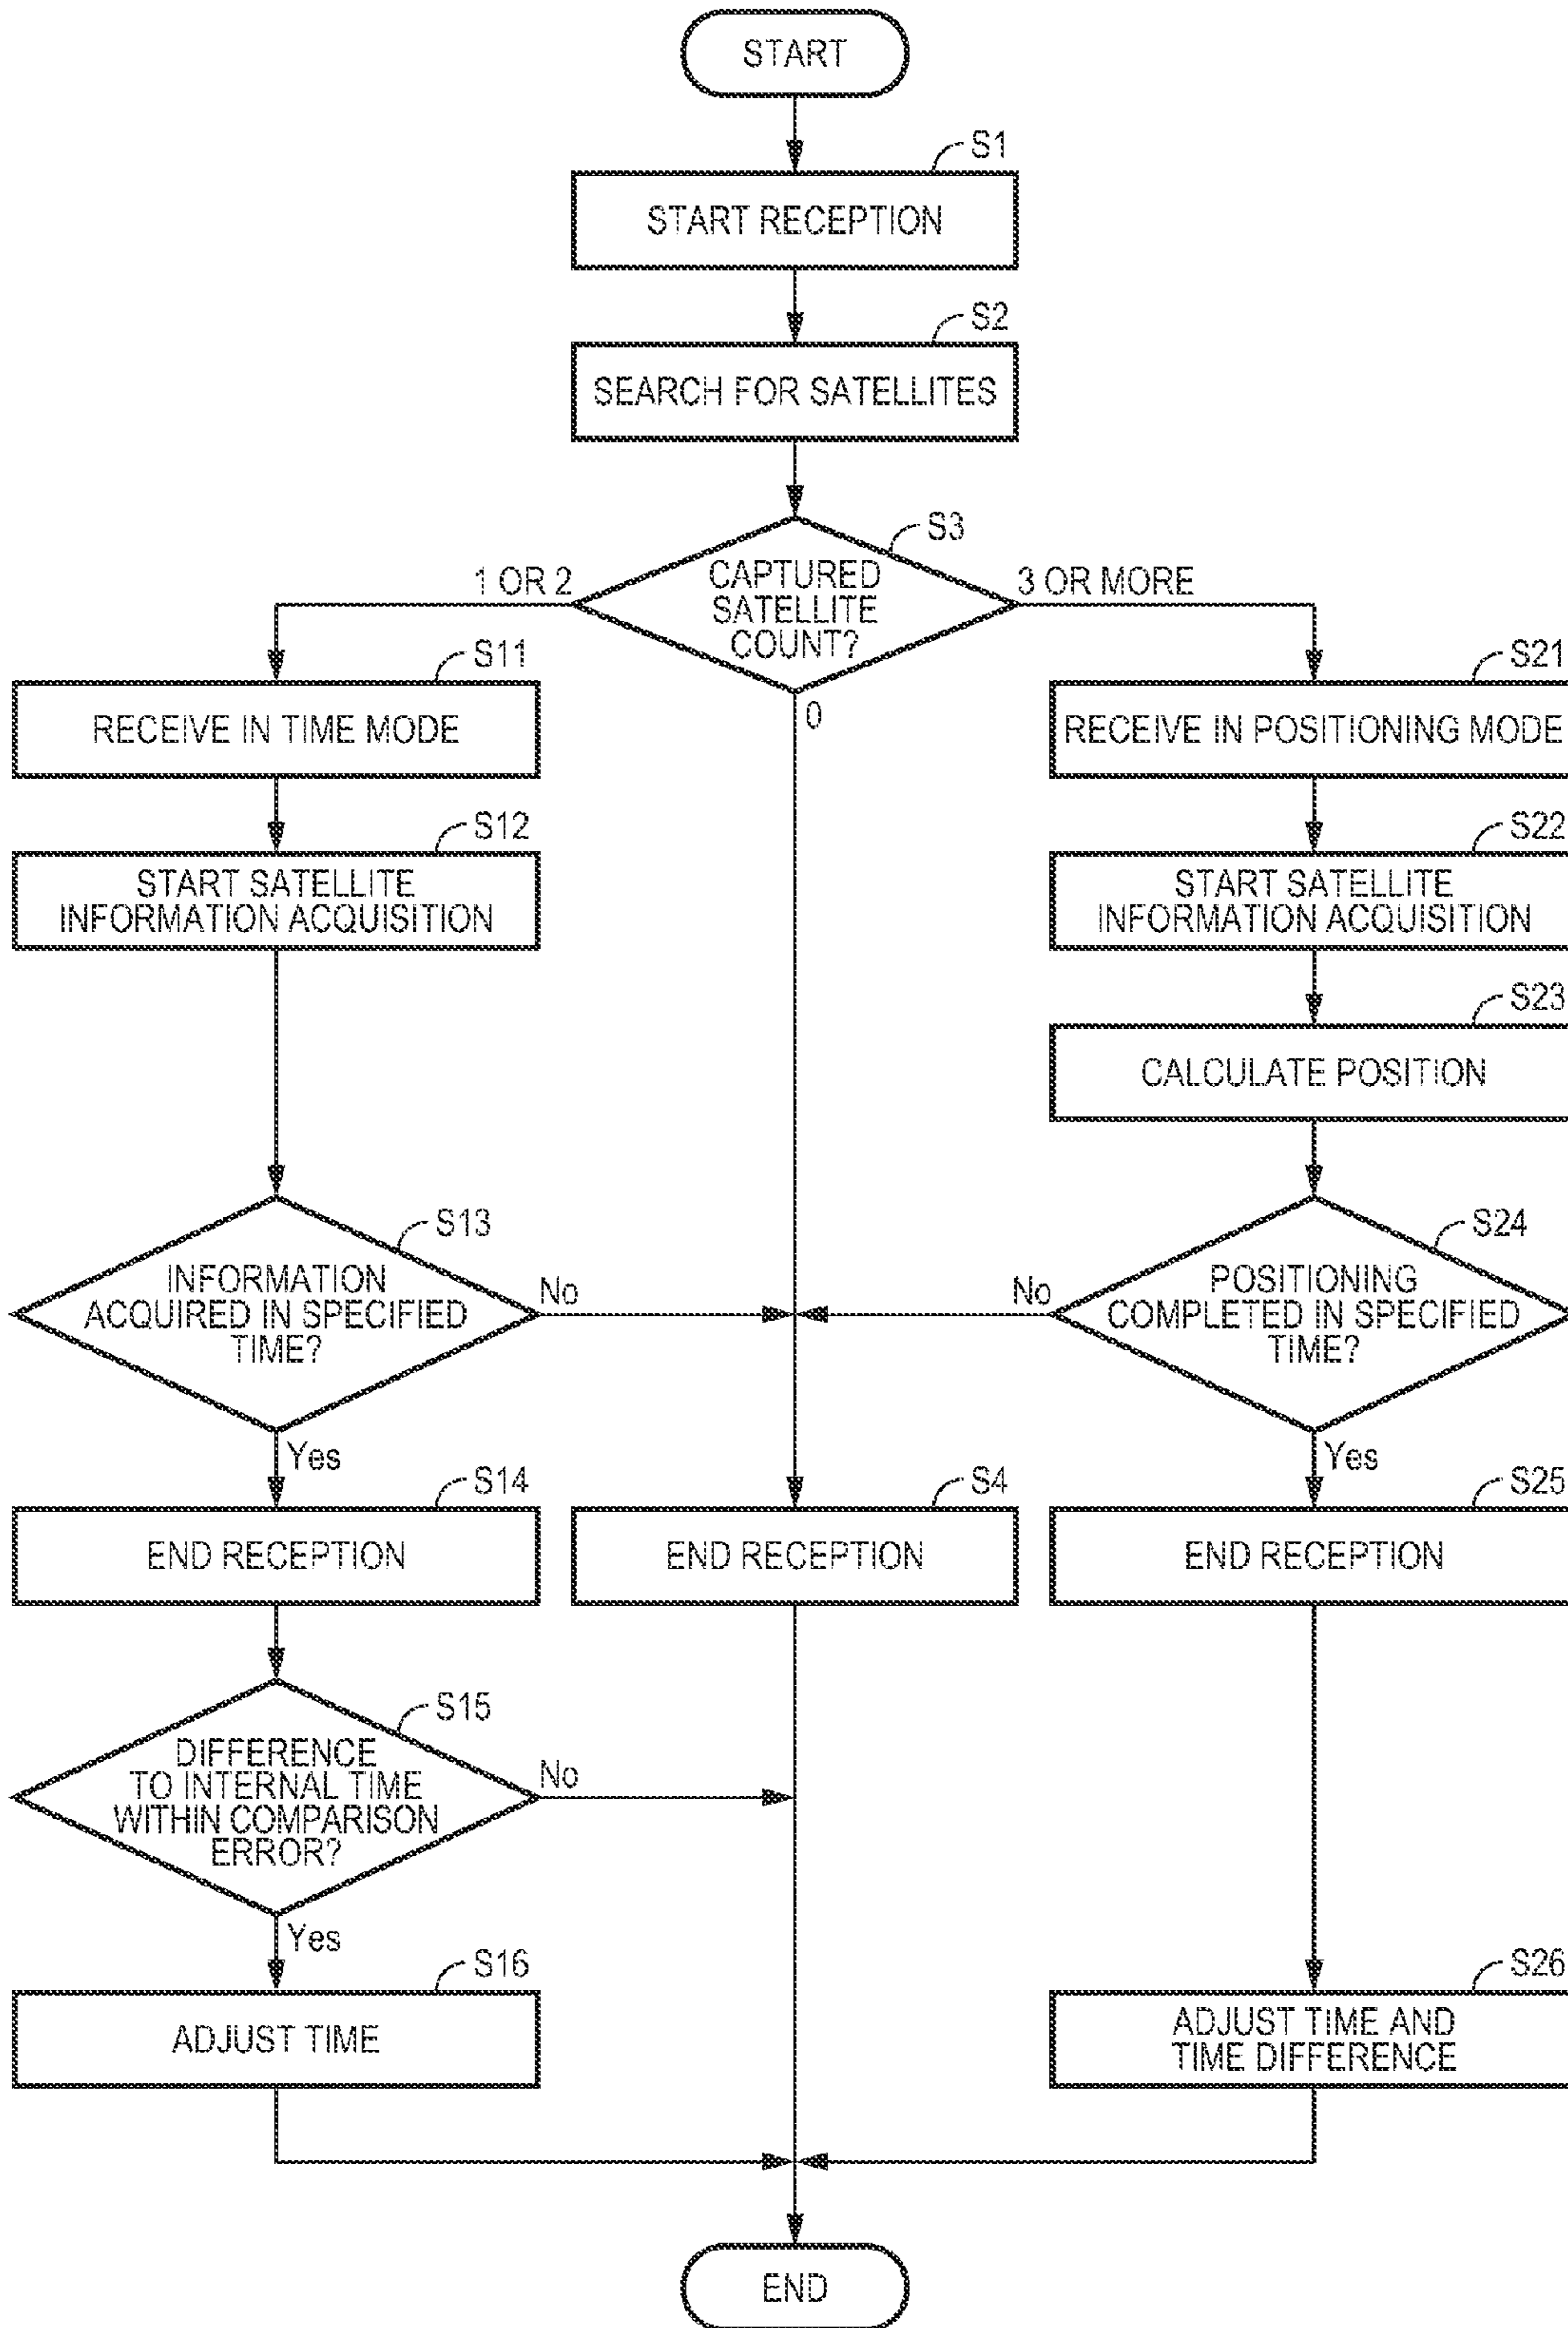 START
S1
START RECEPTION
S2
SEARCH FOR SATELLITES
S3
1 OR 2
CAPTURED
SATELLITE
COUNT?
3 OR MORE
0
S11
RECEIVE IN TIME MODE
S21
RECEIVE IN POSITIONING MODE
S12
START SATELLITE
INFORMATION ACQUISITION
S22
START SATELLITE
INFORMATION ACQUISITION
S23
CALCULATE POSITION
S13
INFORMATION
ACQUIRED IN SPECIFIED
TIME?
No
S24
POSITIONING
COMPLETED IN SPECIFIED
TIME?
No
Yes
Yes
S14
END RECEPTION
S4
END RECEPTION
S25
END RECEPTION
S15
DIFFERENCE
TO INTERNAL TIME
WITHIN COMPARISON
ERROR?
No
Yes
S16
ADJUST TIME
S26
ADJUST TIME AND
TIME DIFFERENCE
END